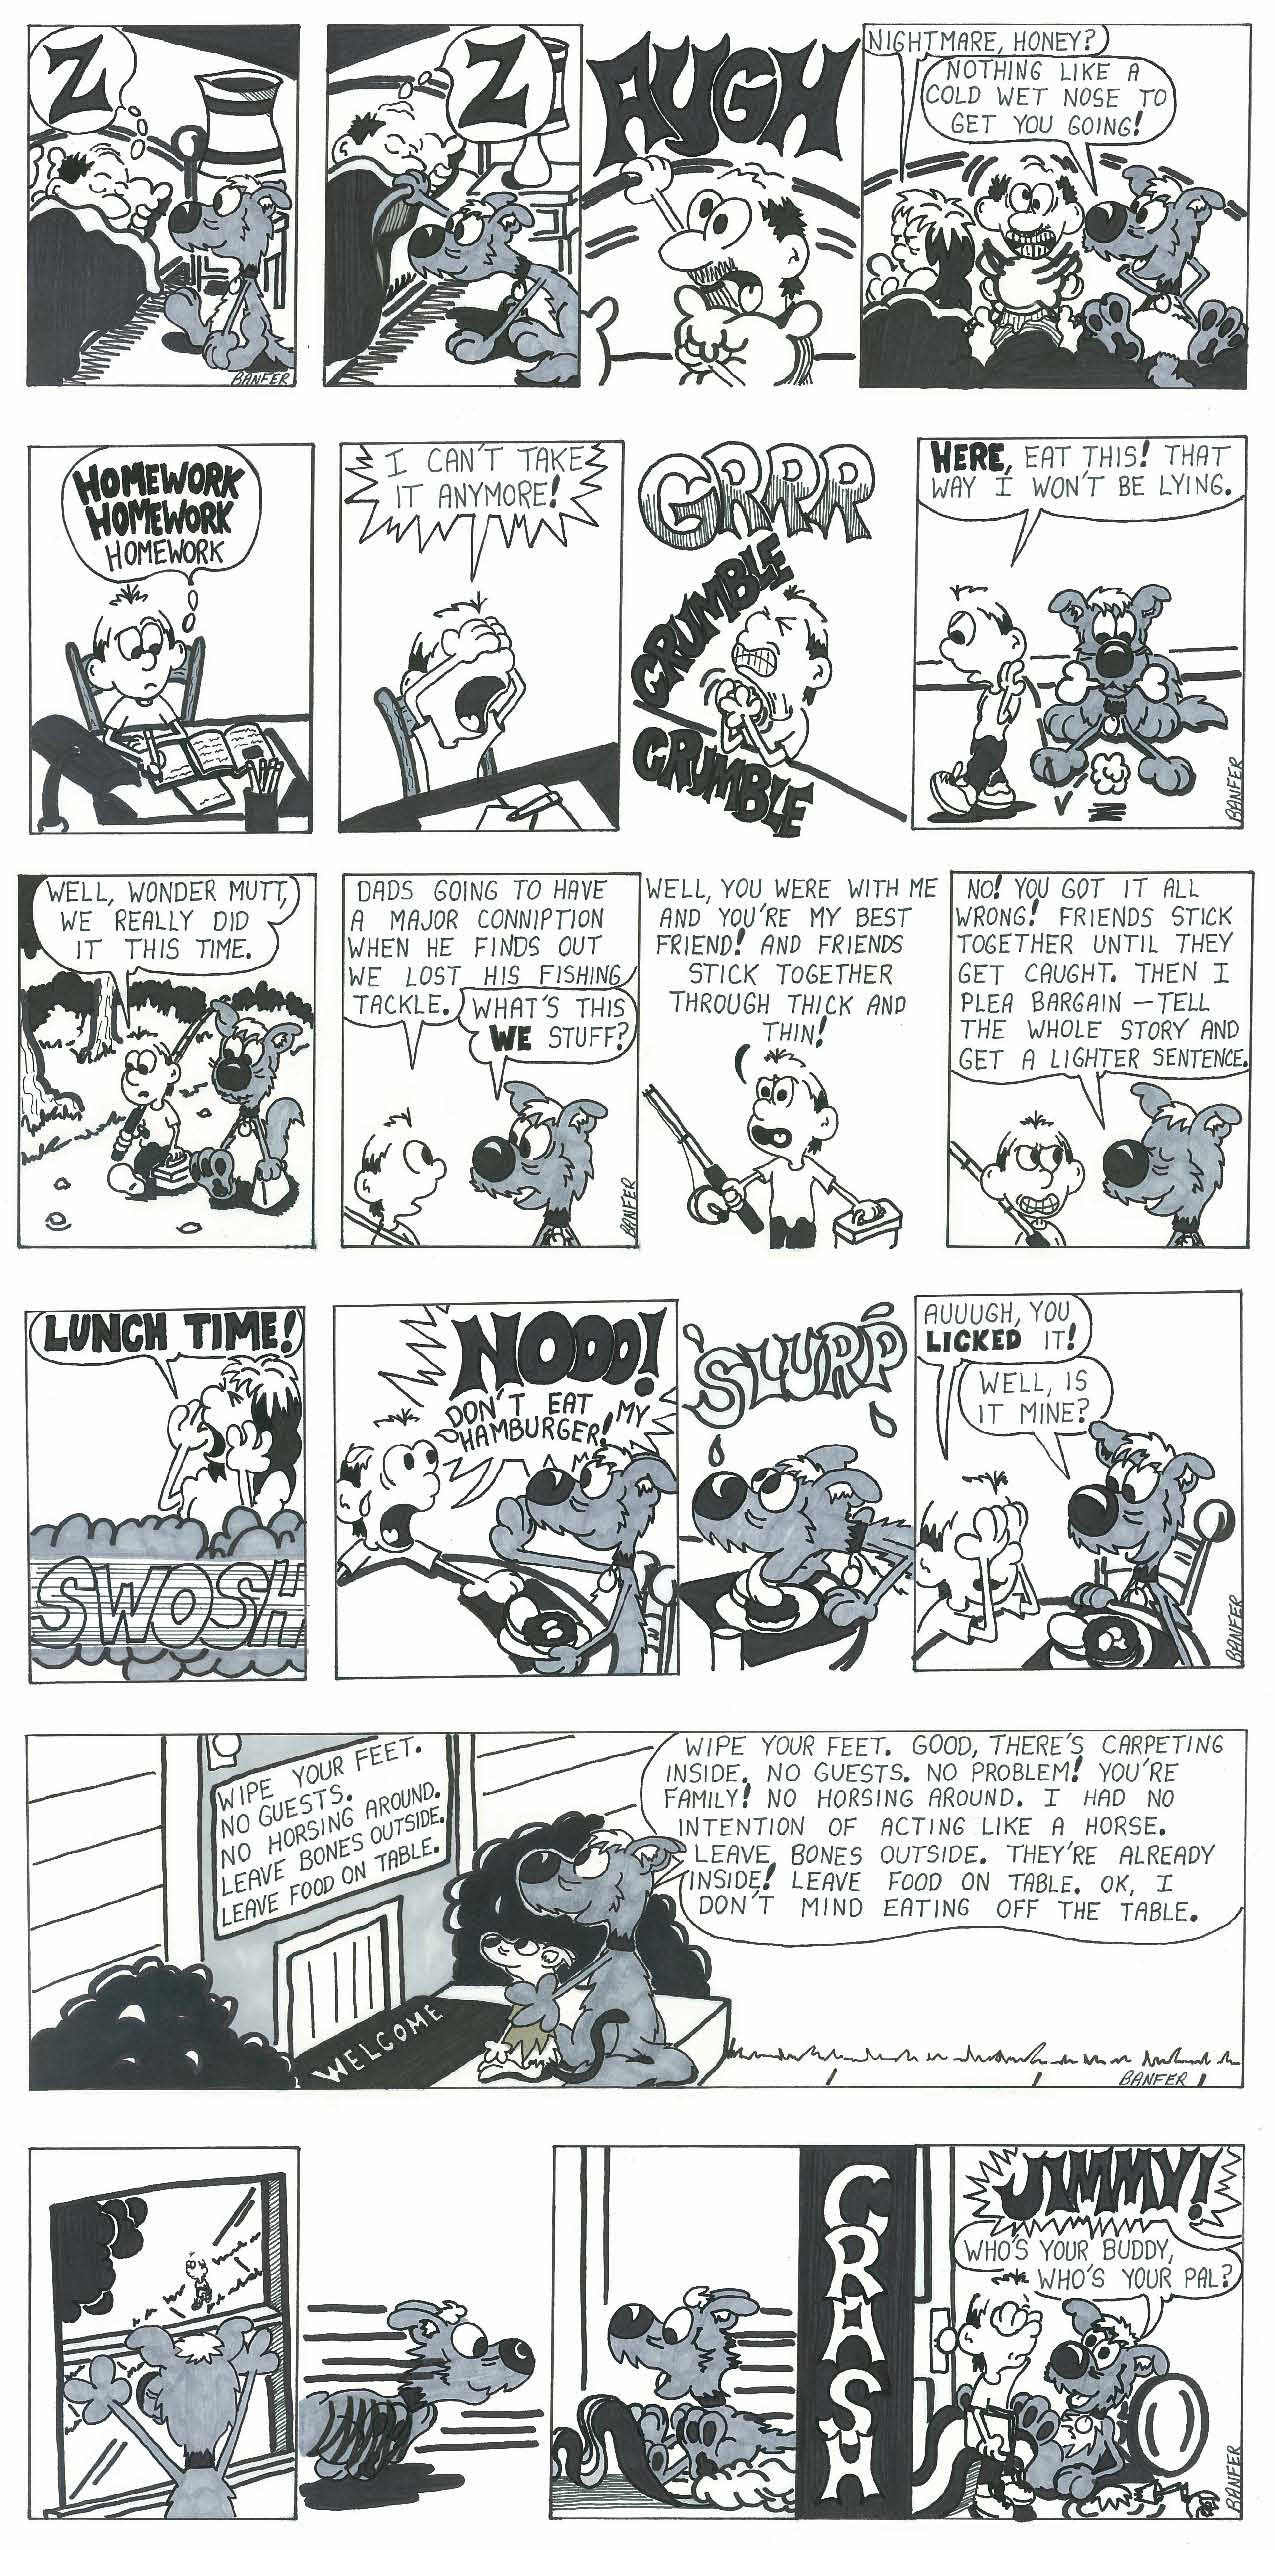 Z
BANFER
Z
AUGH
NIGHTMARE, HONEY?
NOTHING LIKE A
COLD WET NOSE TO
GET YOU GOING!
HOMEWORK
HOMEWORK
HOMEWORK
I CAN'T TAKE
IT ANYMORE!
GRRR
CRUMBLE
CRUMBLE
HERE, EAT THIS! THAT
WAY I WON'T BE LYING.
BANFER
WELL, WONDER MUTT,
WE REALLY DID
IT THIS TIME.
DADS GOING TO HAVE
A MAJOR CONNIPTION
WHEN HE FINDS OUT
WE LOST HIS FISHING
TACKLE.
WHAT'S THIS
WE STUFF?
BANFER
WELL, YOU WERE WITH ME
AND YOU'RE MY BEST
FRIEND! AND FRIENDS
STICK TOGETHER
THROUGH THICK AND
THIN!
NO! YOU GOT IT ALL
WRONG! FRIENDS STICK
TOGETHER UNTIL THEY
GET CAUGHT. THEN I
PLEA BARGAIN — TELL
THE WHOLE STORY AND
GET A LIGHTER SENTENCE.
LUNCH TIME!
SWOSH
NOOO!
DON'T EAT MY
HAMBURGER!
SLURP
AUUUGH, YOU
LICKED IT!
WELL, IS
IT MINE?
BANFER
WIPE YOUR FEET.
NO GUESTS.
NO HORSING AROUND.
LEAVE BONES OUTSIDE.
LEAVE FOOD ON TABLE.
WELCOME
WIPE YOUR FEET. GOOD, THERE'S CARPETING
INSIDE. NO GUESTS. NO PROBLEM! YOU'RE
FAMILY! NO HORSING AROUND. I HAD NO
INTENTION OF ACTING LIKE A HORSE.
LEAVE BONES OUTSIDE. THEY'RE ALREADY
INSIDE! LEAVE FOOD ON TABLE. OK, I
DON'T MIND EATING OFF THE TABLE.
BANFER
CRASH
JIMMY!
WHO'S YOUR BUDDY,
WHO'S YOUR PAL?
BANFER